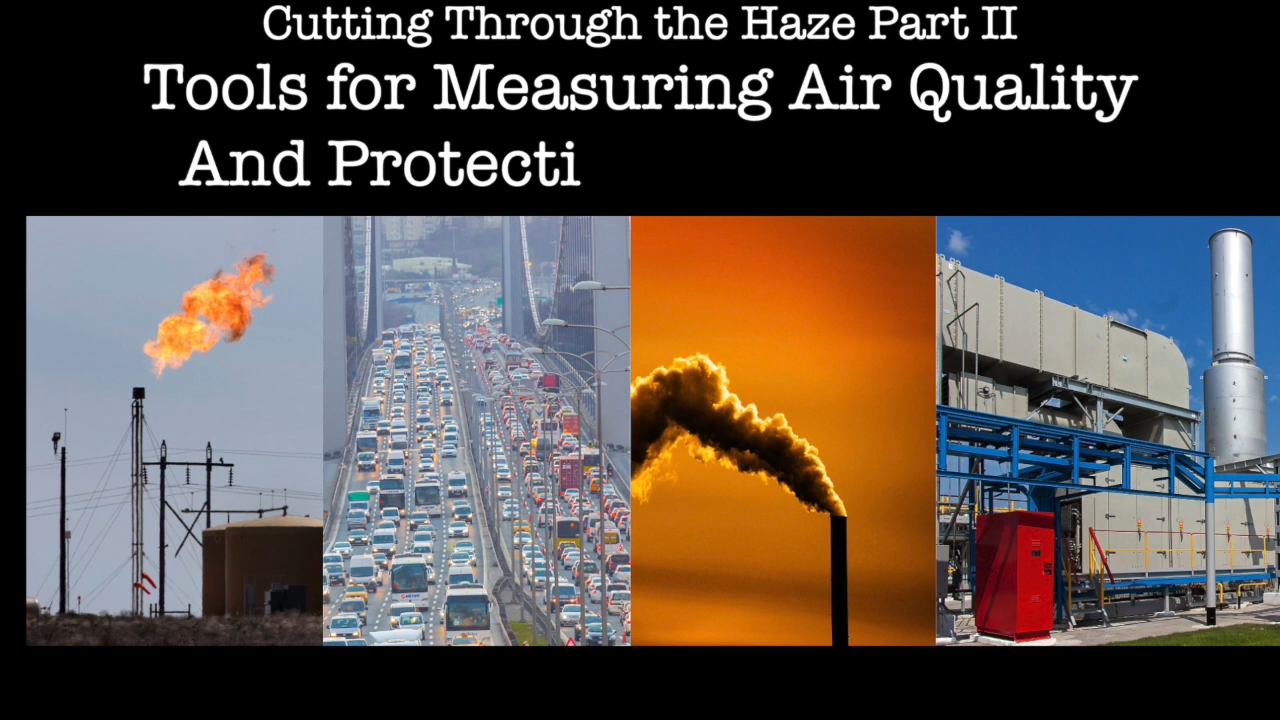 Cutting Through the Haze Part II
Tools for Measuring Air Quality
And Protecti